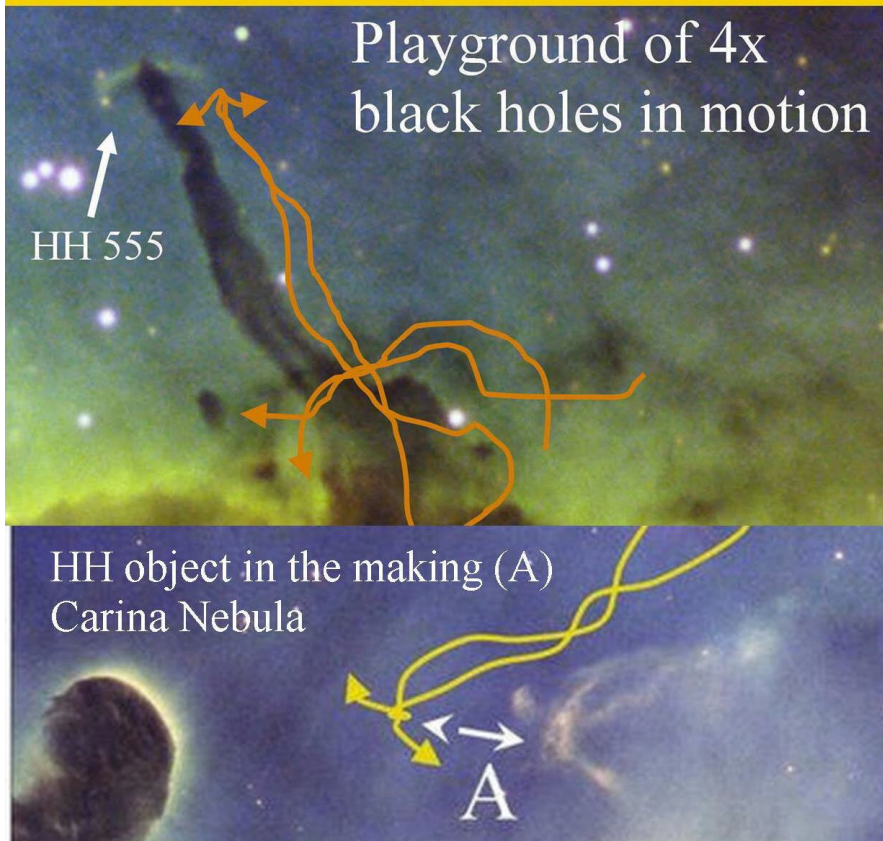 Playground of 4x
black holes in motion
HH 555
HH object in the making (A)
Carina Nebula
A